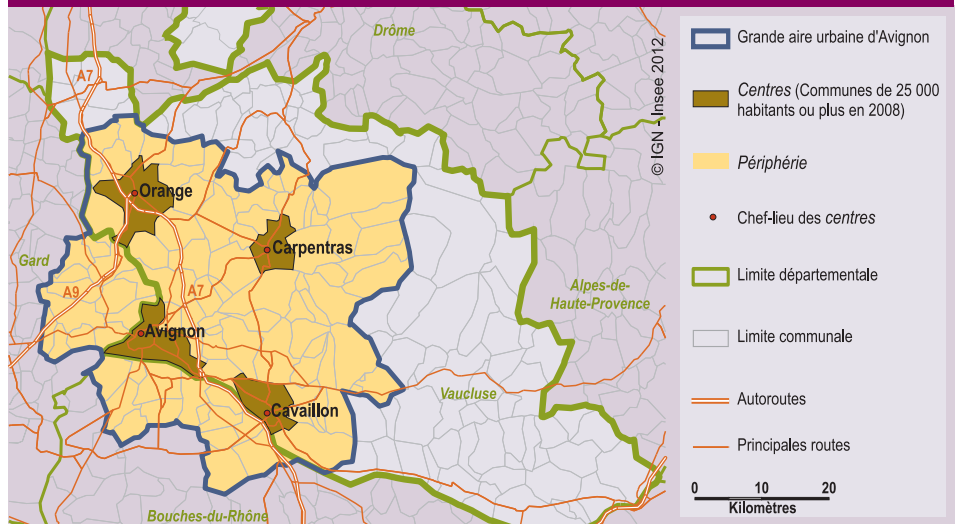 Drôme
A7
© IGN - Insee 2012
Orange
Carpentras
Gard
A9
A7
Avignon
Alpes-de-
Haute-Provence
Vaucluse
Cavaillon
Bouches-du-Rhône
Grande aire urbaine d'Avignon
Centres (Communes de 25 000
habitants ou plus en 2008)
Périphérie
Chef-lieu des centres
Limite départementale
Limite communale
Autoroutes
Principales routes
0 10 20
Kilomètres